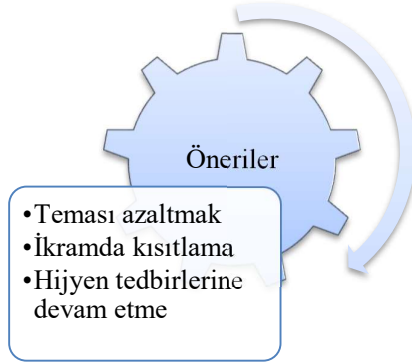 Öneriler
•Teması azaltmak
•İkramda kısıtlama
•Hijyen tedbirlerine
devam etme